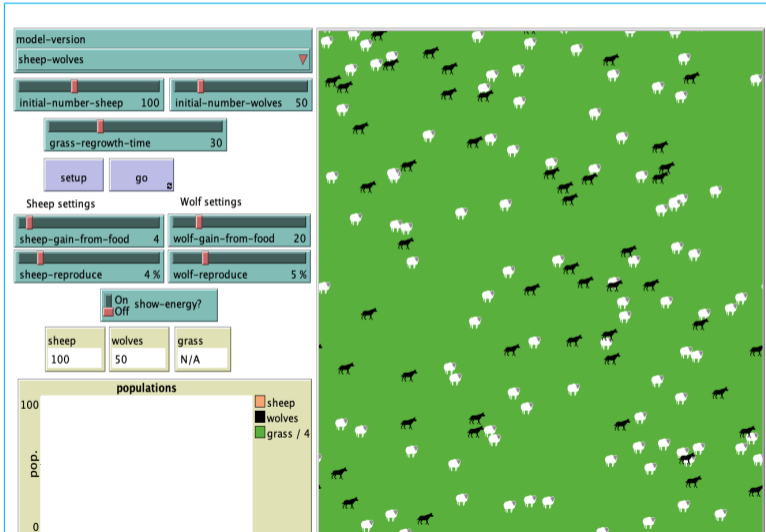 model-version
sheep-wolves
initial-number-sheep 100
initial-number-wolves 50
grass-regrowth-time 30
setup
go
Sheep settings
Wolf settings
sheep-gain-from-food 4
wolf-gain-from-food 20
sheep-reproduce 4 %
wolf-reproduce 5 %
On
Off
show-energy?
sheep
100
wolves
50
grass
N/A
populations
100
pop.
0
sheep
wolves
grass / 4